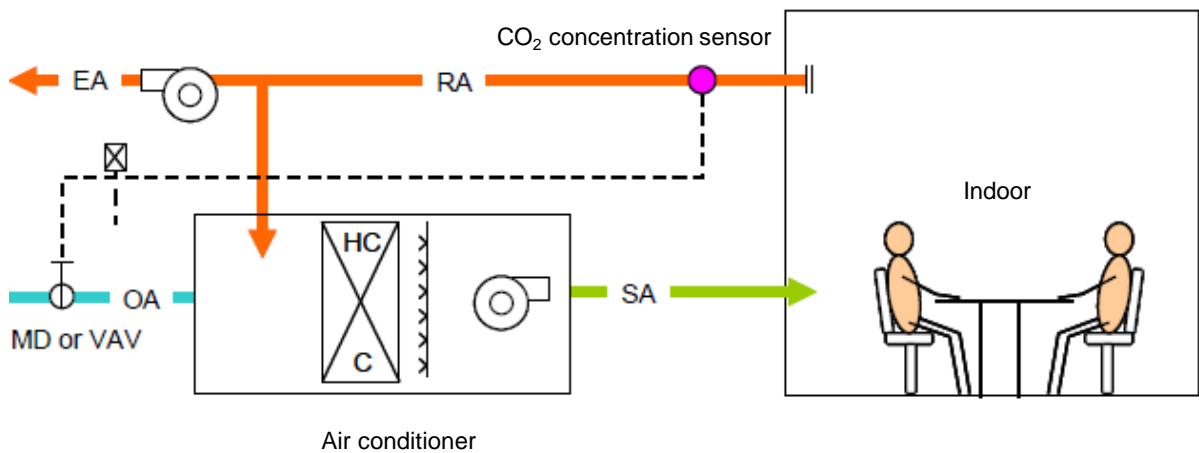 CO₂ concentration sensor
EA
RA
Indoor
HC
OA
SA
MD or VAV
C
Air conditioner